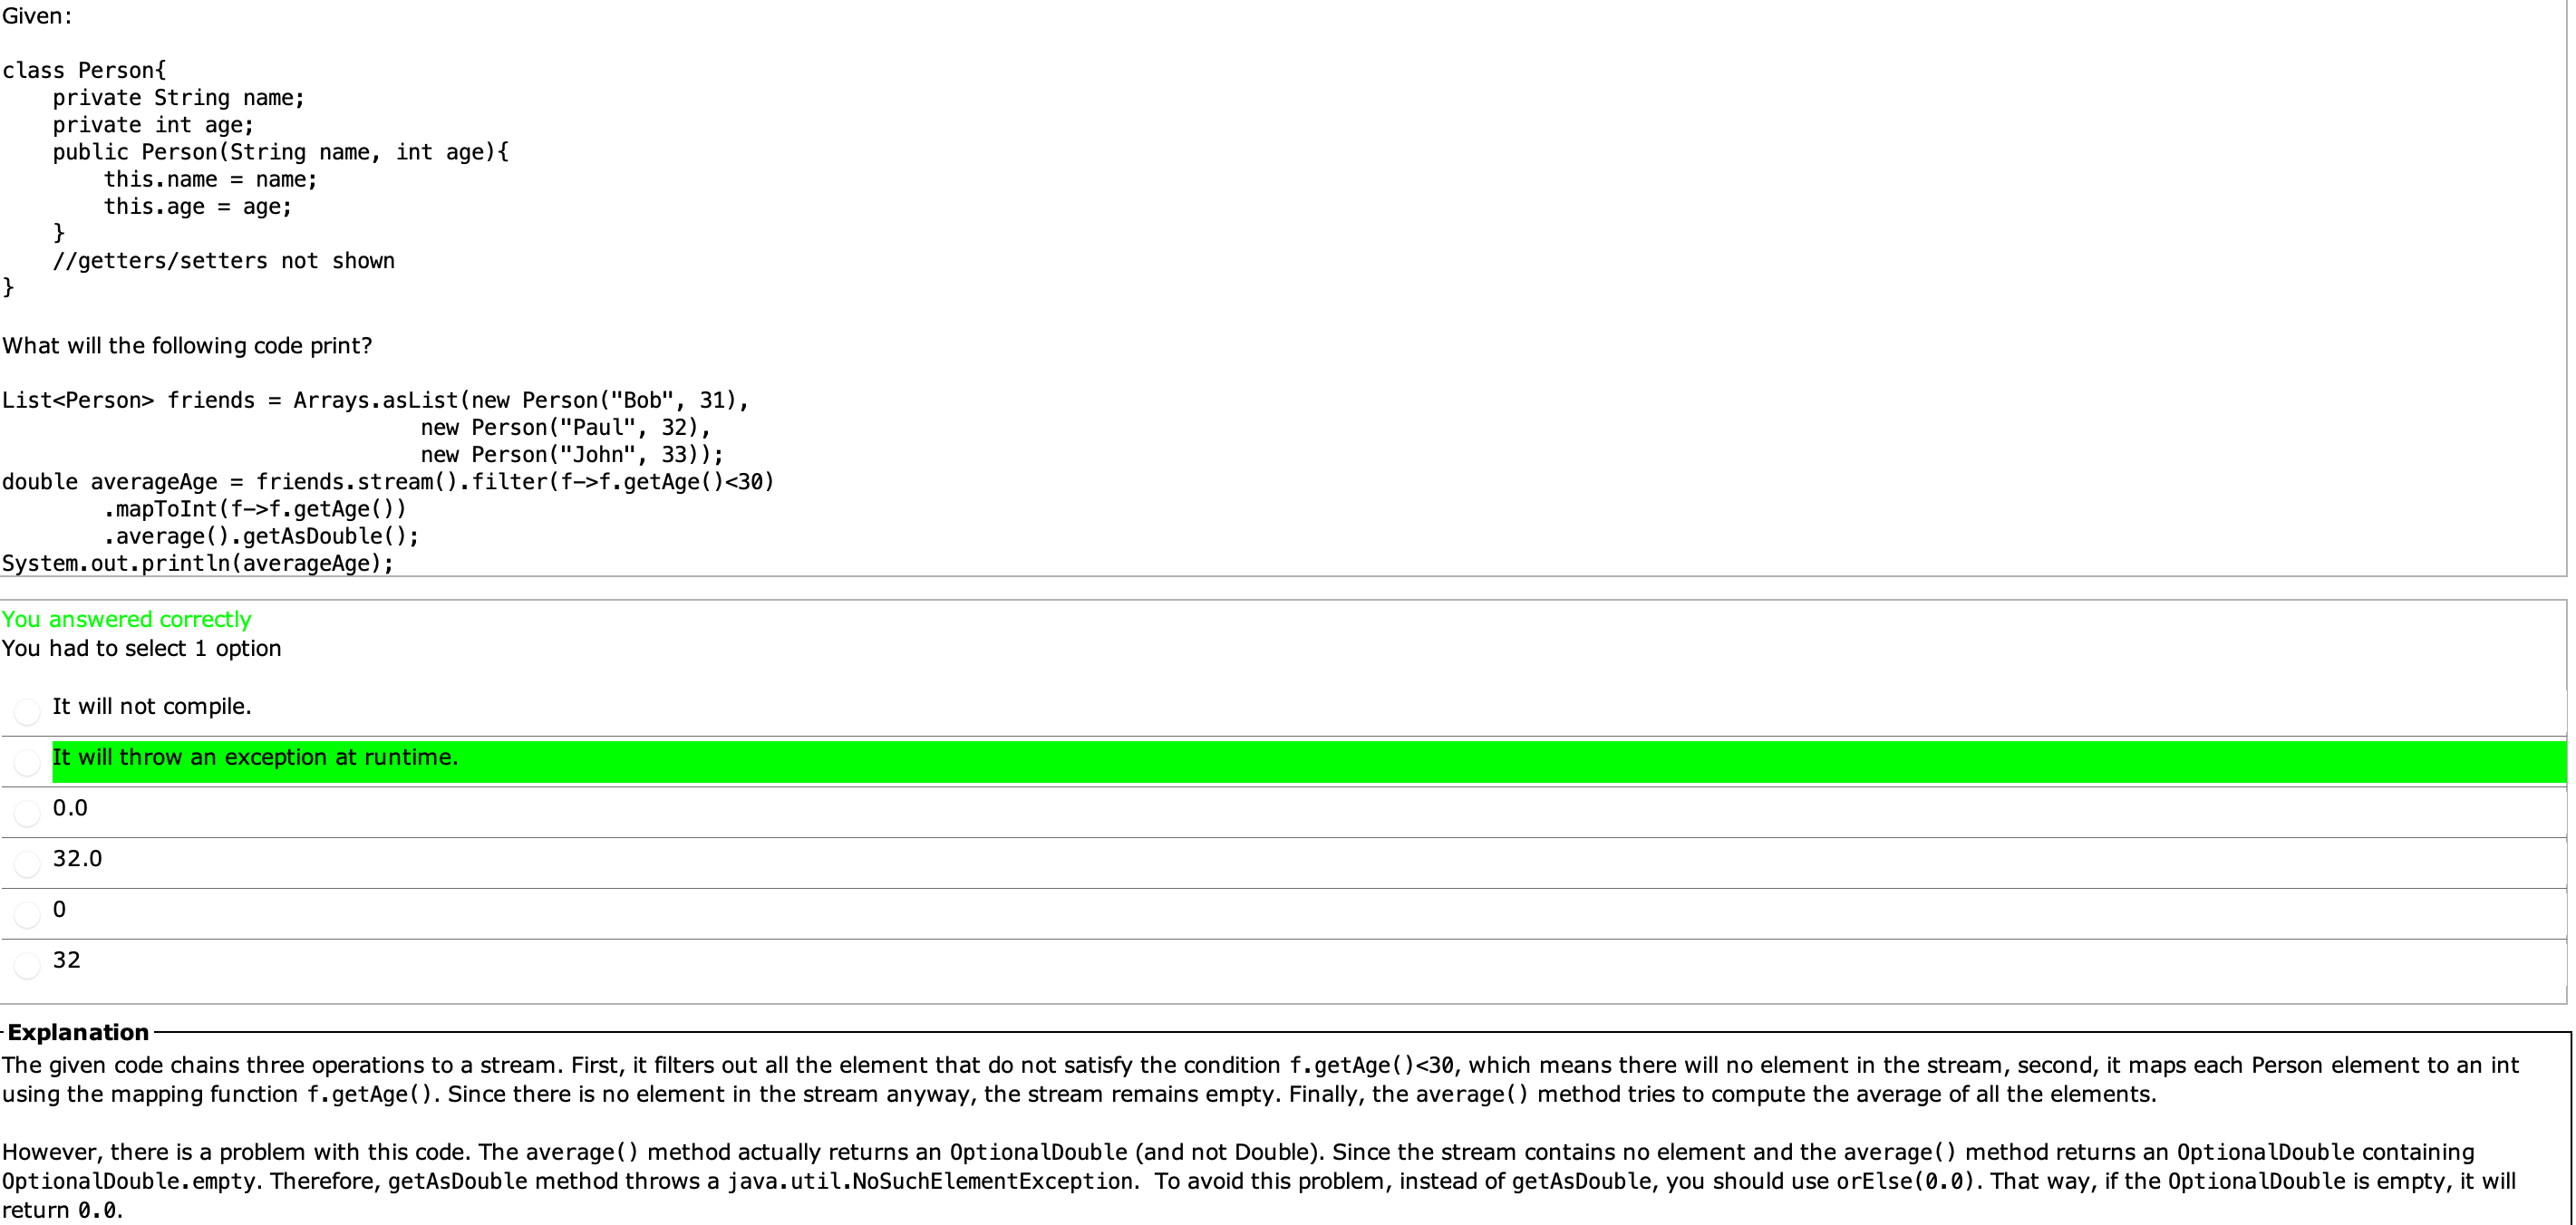 Given:

class Person{
    private String name;
    private int age;
    public Person(String name, int age){
        this.name = name;
        this.age = age;
    }
    //getters/setters not shown
}

What will the following code print?

List<Person> friends = Arrays.asList(new Person("Bob", 31),
                                 new Person("Paul", 32),
                                 new Person("John", 33));
double averageAge = friends.stream().filter(f->f.getAge()<30)
        .mapToInt(f->f.getAge())
        .average().getAsDouble();
System.out.println(averageAge);
You answered correctly
You had to select 1 option
It will not compile.
It will throw an exception at runtime.
0.0
32.0
0
32
Explanation
The given code chains three operations to a stream. First, it filters out all the element that do not satisfy the condition f.getAge()<30, which means there will no element in the stream, second, it maps each Person element to an int
using the mapping function f.getAge(). Since there is no element in the stream anyway, the stream remains empty. Finally, the average() method tries to compute the average of all the elements.

However, there is a problem with this code. The average() method actually returns an OptionalDouble (and not Double). Since the stream contains no element and the average() method returns an OptionalDouble containing
OptionalDouble.empty. Therefore, getAsDouble method throws a java.util.NoSuchElementException.  To avoid this problem, instead of getAsDouble, you should use orElse(0.0). That way, if the OptionalDouble is empty, it will
return 0.0.